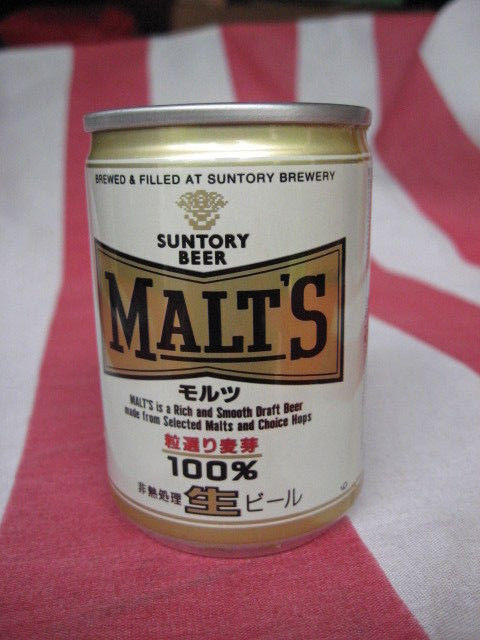 BREWED & FILLED AT SUNTORY BREWERY
SUNTORY
BEER
MALT'S
モルツ
MALT'S is a Rich and Smooth Draft Beer
made from Selected Malts and Choice Hops
粒選り麦芽
100%
非熱処理 生 ビール